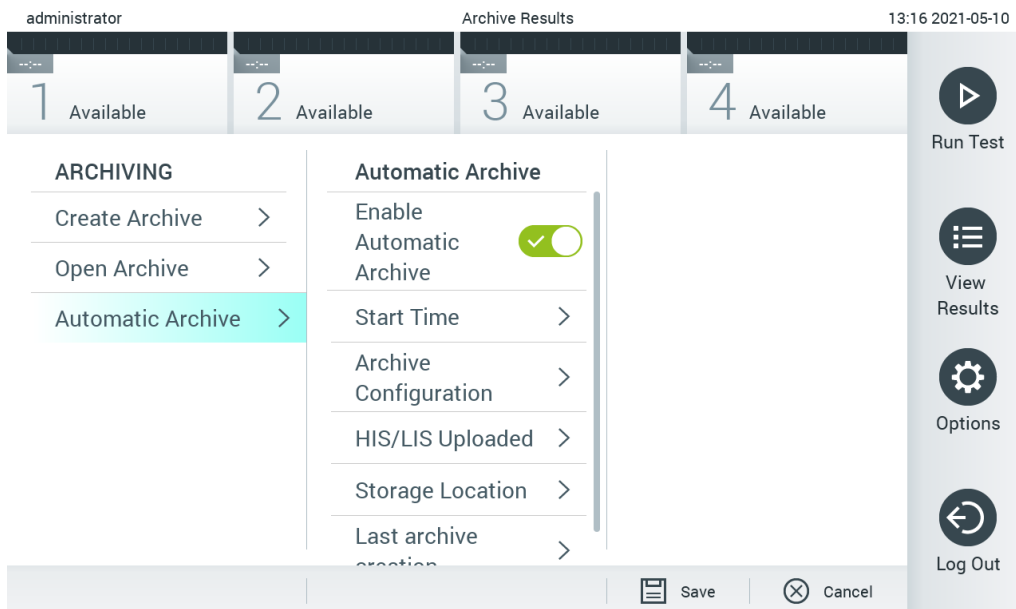 administrator
Archive Results
13:16 2021-05-10
--:--
1 Available
--:--
2 Available
--:--
3 Available
--:--
4 Available
Run Test
View
Results
Options
Log Out
ARCHIVING
Create Archive
Open Archive
Automatic Archive
Automatic Archive
Enable
Automatic
Archive
Start Time
Archive
Configuration
HIS/LIS Uploaded
Storage Location
Last archive
creation
Save
Cancel